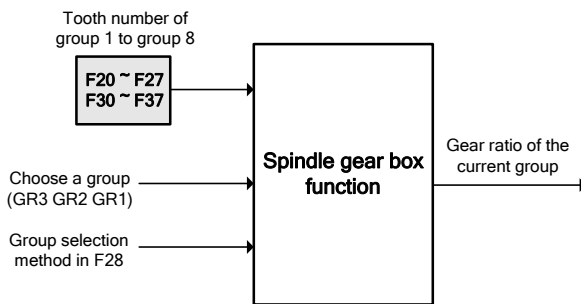 Tooth number of
group 1 to group 8
F20 ~ F27
F30 ~ F37
Choose a group
(GR3 GR2 GR1)
Group selection
method in F28
Spindle gear box
function
Gear ratio of the
current group